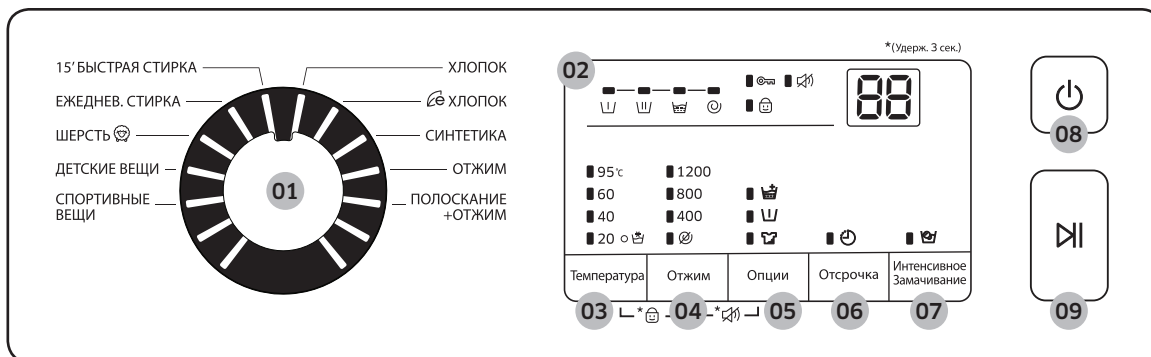 15’ БЫСТРАЯ СТИРКА
ЕЖЕДНЕВ. СТИРКА
ШЕРСТЬ
ДЕТСКИЕ ВЕЩИ
СПОРТИВНЫЕ
ВЕЩИ
01
ХЛОПОК
e ХЛОПОК
СИНТЕТИКА
ОТЖИМ
ПОЛОСКАНИЕ
+ОТЖИМ
*(Удерж. 3 сек.)
02
88
95˚c
60
40
20
1200
800
400
Температура
Отжим
Опции
Отсрочка
Интенсивное
Замачивание
03
*
04
*
05
06
07
08
09